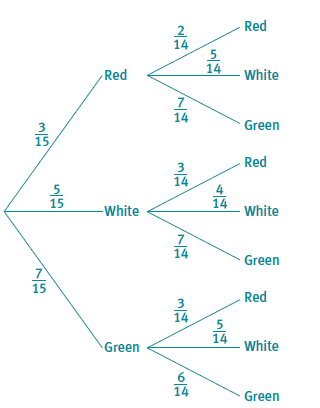 2/14 Red
5/14 White
Red
7/14 Green
3/15
3/14 Red
5/15
4/14 White
White
7/14 Green
7/15
3/14 Red
5/14 White
Green
6/14 Green